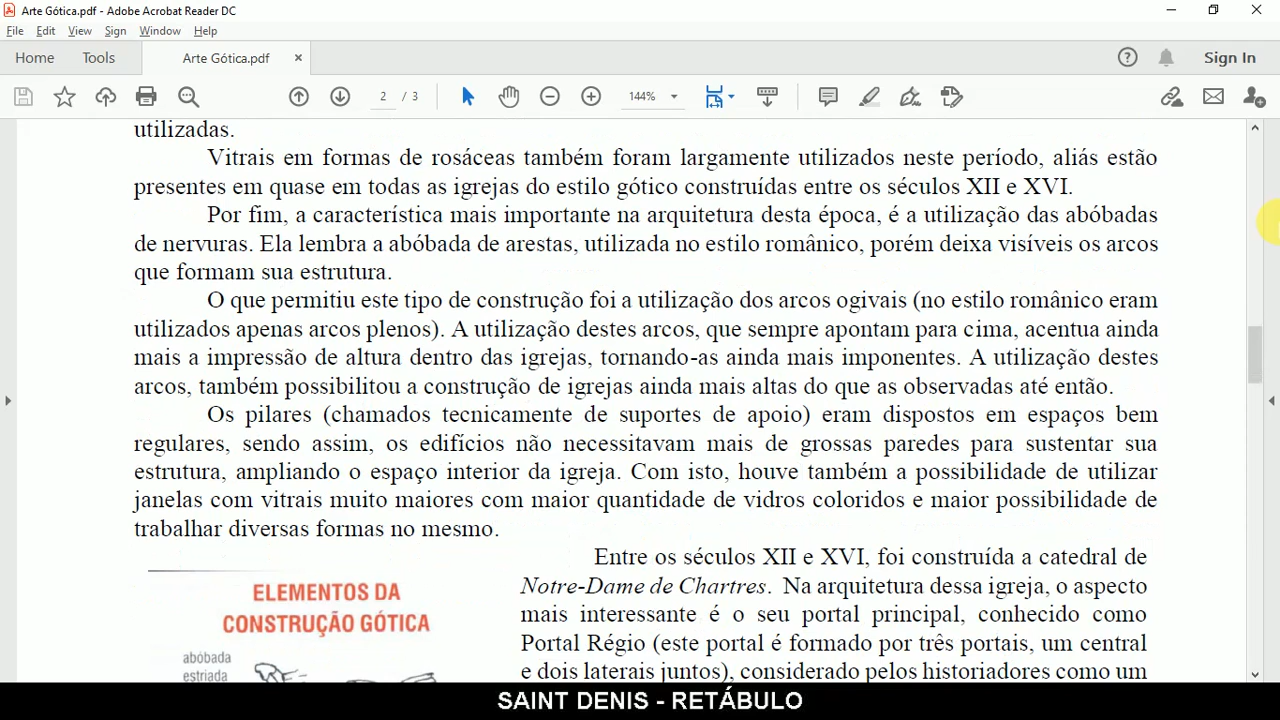 Arte Gótica.pdf - Adobe Acrobat Reader DC
File Edit View Sign Window Help
Home Tools Arte Gótica.pdf × Sign In
2 / 3 144%
utilizadas.
Vitrais em formas de rosáceas também foram largamente utilizados neste período, aliás estão
presentes em quase em todas as igrejas do estilo gótico construídas entre os séculos XII e XVI.
Por fim, a característica mais importante na arquitetura desta época, é a utilização das abóbadas
de nervuras. Ela lembra a abóbada de arestas, utilizada no estilo românico, porém deixa visíveis os arcos
que formam sua estrutura.
O que permitiu este tipo de construção foi a utilização dos arcos ogivais (no estilo românico eram
utilizados apenas arcos plenos). A utilização destes arcos, que sempre apontam para cima, acentua ainda
mais a impressão de altura dentro das igrejas, tornando-as ainda mais imponentes. A utilização destes
arcos, também possibilitou a construção de igrejas ainda mais altas do que as observadas até então.
Os pilares (chamados tecnicamente de suportes de apoio) eram dispostos em espaços bem
regulares, sendo assim, os edifícios não necessitavam mais de grossas paredes para sustentar sua
estrutura, ampliando o espaço interior da igreja. Com isto, houve também a possibilidade de utilizar
janelas com vitrais muito maiores com maior quantidade de vidros coloridos e maior possibilidade de
trabalhar diversas formas no mesmo.
Entre os séculos XII e XVI, foi construída a catedral de
Notre-Dame de Chartres. Na arquitetura dessa igreja, o aspecto
mais interessante é o seu portal principal, conhecido como
Portal Régio (este portal é formado por três portais, um central
e dois laterais juntos), considerado pelos historiadores como um
ELEMENTOS DA
CONSTRUÇÃO GÓTICA
abóbada
estriada
SAINT DENIS - RETÁBULO